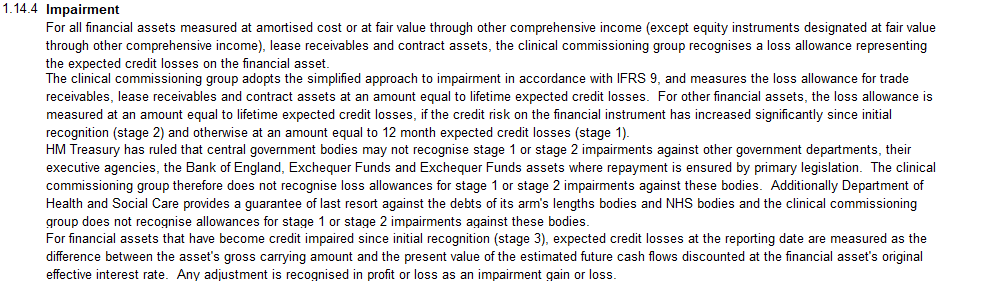 1.14.4 Impairment
For all financial assets measured at amortised cost or at fair value through other comprehensive income (except equity instruments designated at fair value
through other comprehensive income), lease receivables and contract assets, the clinical commissioning group recognises a loss allowance representing
the expected credit losses on the financial asset.
The clinical commissioning group adopts the simplified approach to impairment in accordance with IFRS 9, and measures the loss allowance for trade
receivables, lease receivables and contract assets at an amount equal to lifetime expected credit losses.  For other financial assets, the loss allowance is
measured at an amount equal to lifetime expected credit losses, if the credit risk on the financial instrument has increased significantly since initial
recognition (stage 2) and otherwise at an amount equal to 12 month expected credit losses (stage 1).
HM Treasury has ruled that central government bodies may not recognise stage 1 or stage 2 impairments against other government departments, their
executive agencies, the Bank of England, Exchequer Funds and Exchequer Funds assets where repayment is ensured by primary legislation.  The clinical
commissioning group therefore does not recognise loss allowances for stage 1 or stage 2 impairments against these bodies.  Additionally Department of
Health and Social Care provides a guarantee of last resort against the debts of its arm's lengths bodies and NHS bodies and the clinical commissioning
group does not recognise allowances for stage 1 or stage 2 impairments against these bodies.
For financial assets that have become credit impaired since initial recognition (stage 3), expected credit losses at the reporting date are measured as the
difference between the asset's gross carrying amount and the present value of the estimated future cash flows discounted at the financial asset's original
effective interest rate.  Any adjustment is recognised in profit or loss as an impairment gain or loss.